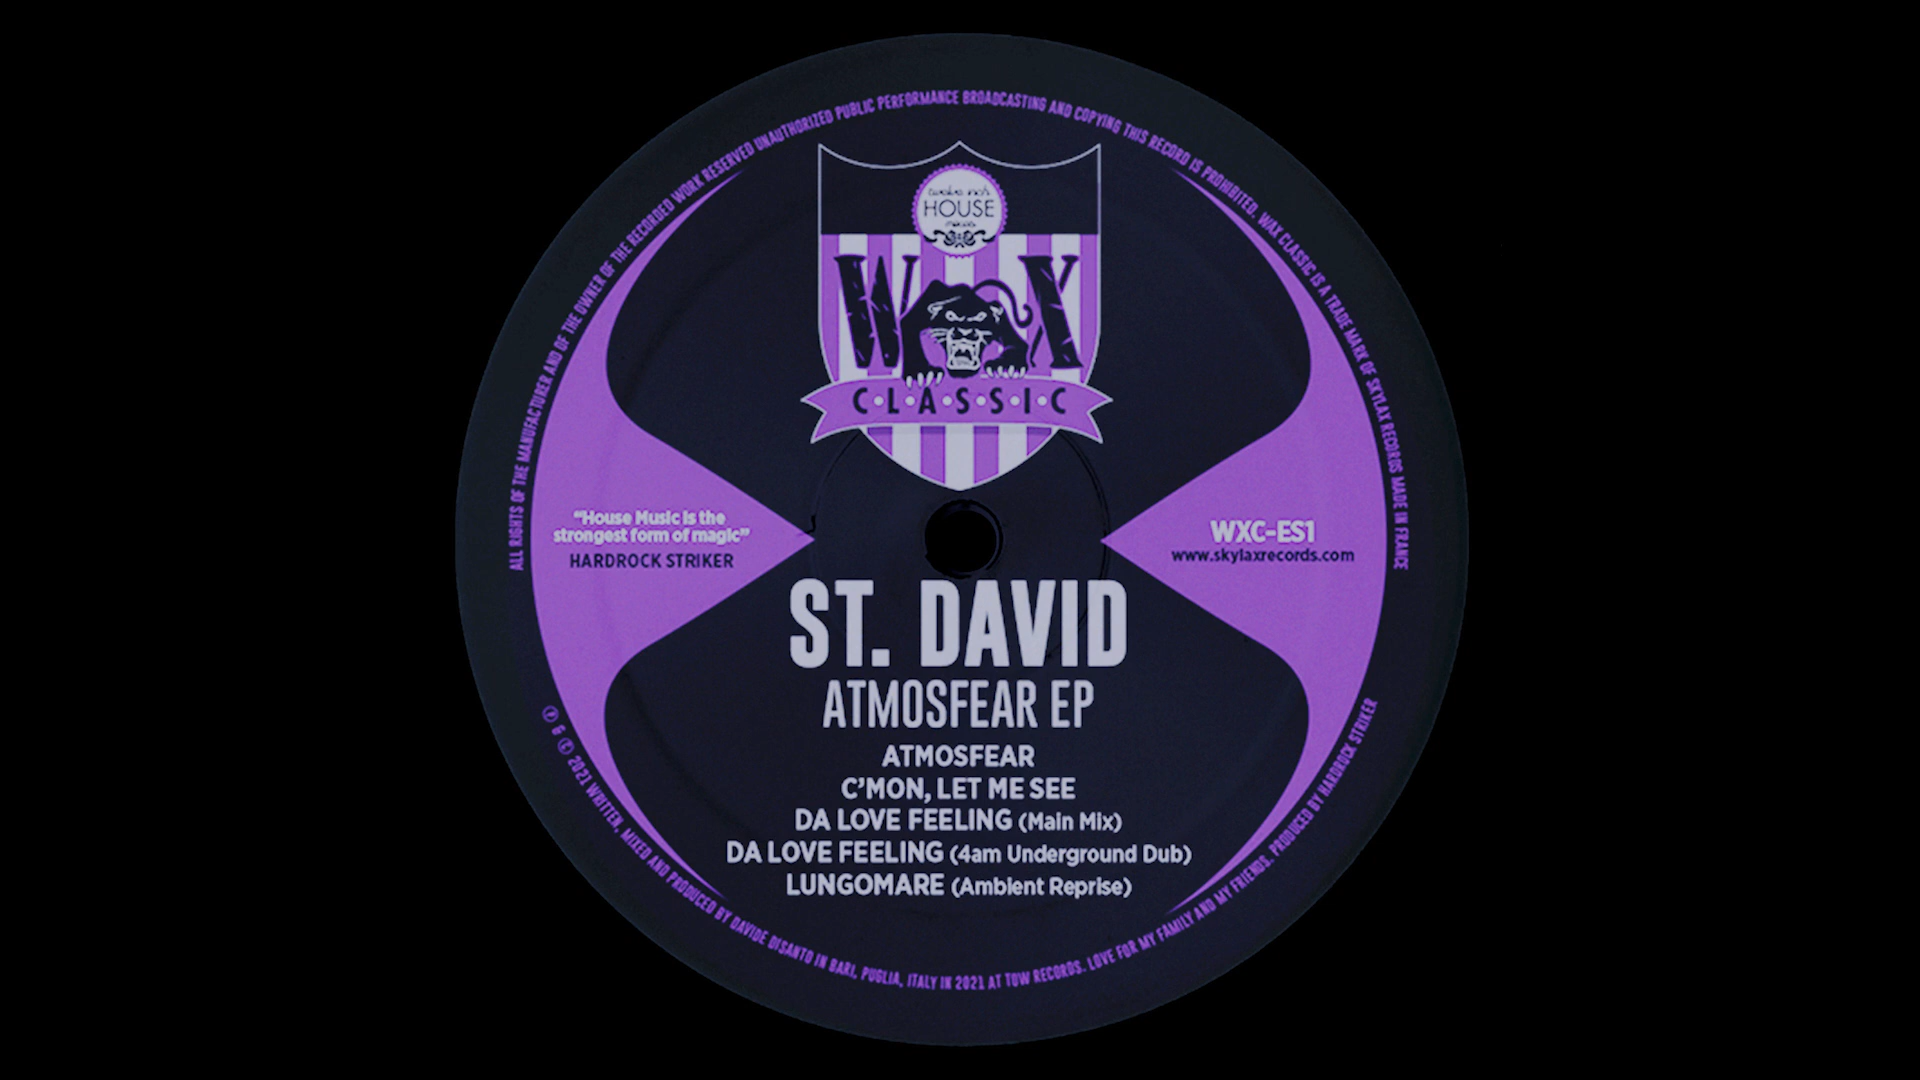 ALL RIGHTS OF THE MANUFACTURER AND OF THE OWNER OF THE RECORDED WORK RESERVED UNAUTHORIZED PUBLIC PERFORMANCE BROADCASTING AND COPYING THIS RECORD IS PROHIBITED. WAX CLASSIC IS A TRADE MARK OF SKYLAX RECORDS MADE IN FRANCE
twelve inch
HOUSE
WAX
C•L•A•S•S•I•C
“House Music is the
strongest form of magic”
HARDROCK STRIKER
WXC-ES1
www.skylaxrecords.com
ST. DAVID
ATMOSFEAR EP
ATMOSFEAR
C’MON, LET ME SEE
DA LOVE FEELING (Main Mix)
DA LOVE FEELING (4am Underground Dub)
LUNGOMARE (Ambient Reprise)
Ⓟ & © 2021 WRITTEN, MIXED AND PRODUCED BY DAVIDE DISANTO IN BARI, PUGLIA, ITALY IN 2021 AT TOW RECORDS. LOVE FOR MY FAMILY AND MY FRIENDS. PRODUCED BY HARDROCK STRIKER